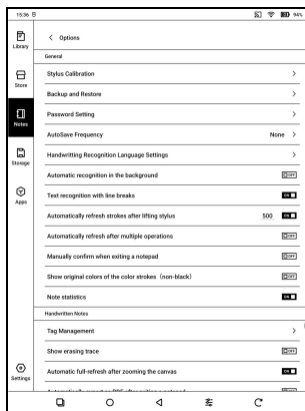 15:36
94%
Library
Store
Notes
Storage
Apps
Settings
Options
General
Stylus Calibration
Backup and Restore
Password Setting
AutoSave Frequency None
Handwritting Recognition Language Settings
Automatic recognition in the background OFF
Text recognition with line breaks ON
Automatically refresh strokes after lifting stylus 500 ON
Automatically refresh after multiple operations OFF
Manually confirm when exiting a notepad OFF
Show original colors of the color strokes (non-black) OFF
Note statistics ON
Handwritten Notes
Tag Management
Show erasing trace OFF
Automatic full-refresh after zooming the canvas ON